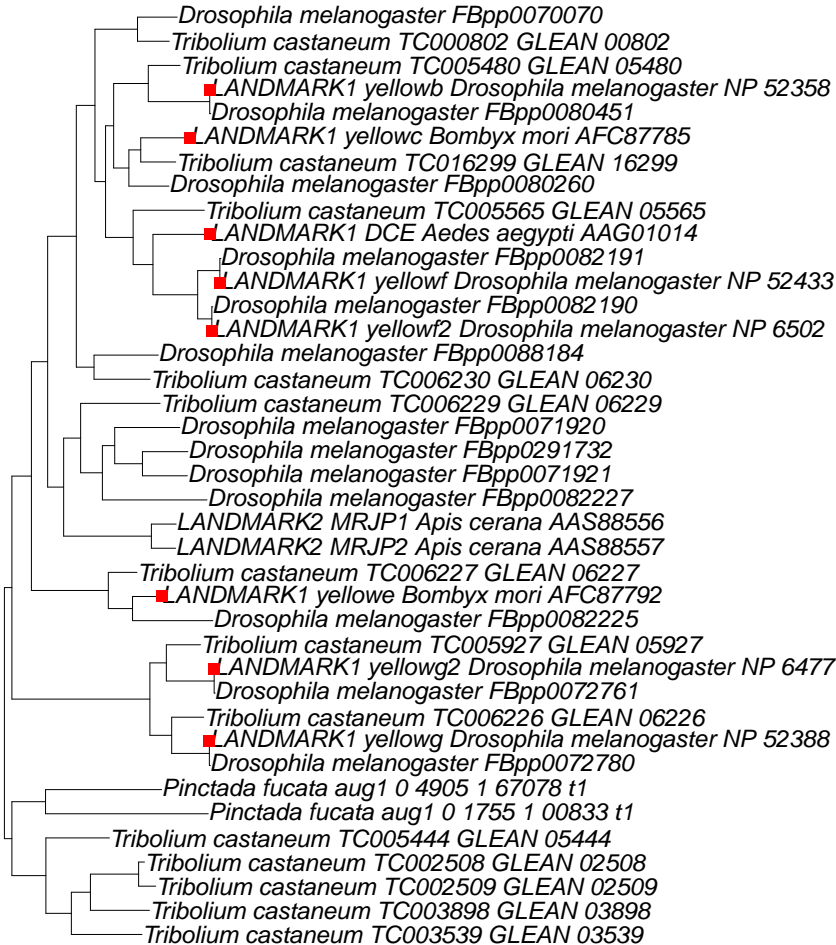 Drosophila melanogaster FBpp0070070
Tribolium castaneum TC000802 GLEAN 00802
Tribolium castaneum TC005480 GLEAN 05480
LANDMARK1 yellowb Drosophila melanogaster NP 52358
Drosophila melanogaster FBpp0080451
LANDMARK1 yellowc Bombyx mori AFC87785
Tribolium castaneum TC016299 GLEAN 16299
Drosophila melanogaster FBpp0080260
Tribolium castaneum TC005565 GLEAN 05565
LANDMARK1 DCE Aedes aegypti AAG01014
Drosophila melanogaster FBpp0082191
LANDMARK1 yellowf Drosophila melanogaster NP 52433
Drosophila melanogaster FBpp0082190
LANDMARK1 yellowf2 Drosophila melanogaster NP 6502
Drosophila melanogaster FBpp0088184
Tribolium castaneum TC006230 GLEAN 06230
Tribolium castaneum TC006229 GLEAN 06229
Drosophila melanogaster FBpp0071920
Drosophila melanogaster FBpp0291732
Drosophila melanogaster FBpp0071921
Drosophila melanogaster FBpp0082227
LANDMARK2 MRJP1 Apis cerana AAS88556
LANDMARK2 MRJP2 Apis cerana AAS88557
Tribolium castaneum TC006227 GLEAN 06227
LANDMARK1 yellowe Bombyx mori AFC87792
Drosophila melanogaster FBpp0082225
Tribolium castaneum TC005927 GLEAN 05927
LANDMARK1 yellowg2 Drosophila melanogaster NP 6477
Drosophila melanogaster FBpp0072761
Tribolium castaneum TC006226 GLEAN 06226
LANDMARK1 yellowg Drosophila melanogaster NP 52388
Drosophila melanogaster FBpp0072780
Pinctada fucata aug1 0 4905 1 67078 t1
Pinctada fucata aug1 0 1755 1 00833 t1
Tribolium castaneum TC005444 GLEAN 05444
Tribolium castaneum TC002508 GLEAN 02508
Tribolium castaneum TC002509 GLEAN 02509
Tribolium castaneum TC003898 GLEAN 03898
Tribolium castaneum TC003539 GLEAN 03539